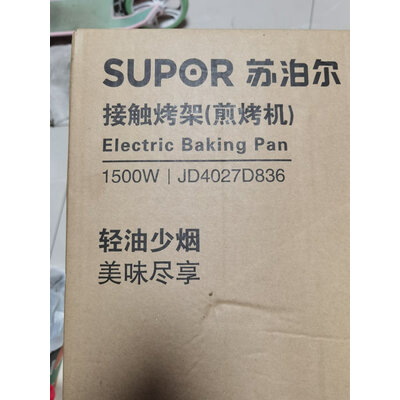 SUPOR 苏泊尔
接触烤架(煎烤机)
Electric Baking Pan
1500W | JD4027D836
轻油少烟
美味尽享